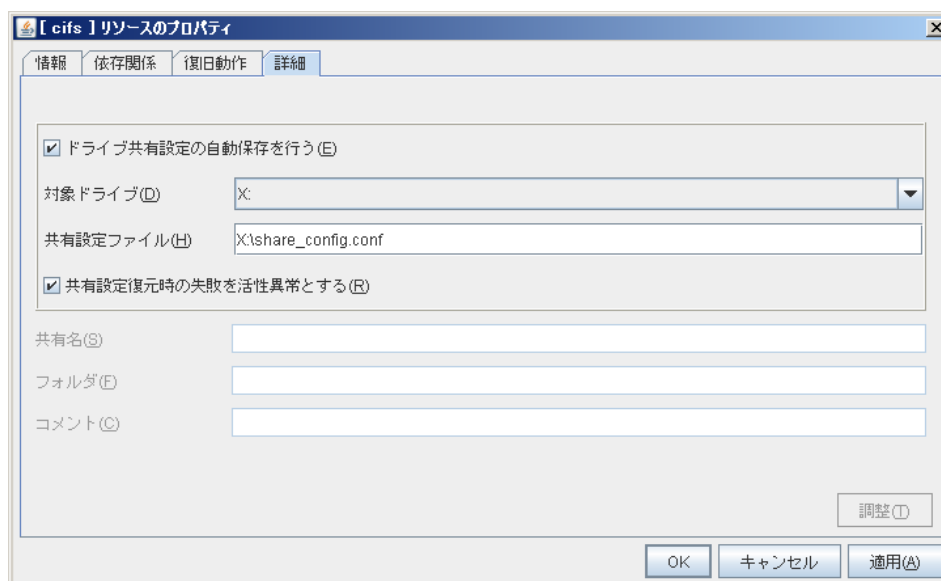 [ cifs ] リソースのプロパティ
情報 依存関係 復旧動作 詳細
ドライブ共有設定の自動保存を行う(E)
対象ドライブ(D) X:
共有設定ファイル(H) X:\share_config.conf
共有設定復元時の失敗を活性異常とする(R)
共有名(S)
フォルダ(F)
コメント(C)
調整(T)
OK キャンセル 適用(A)